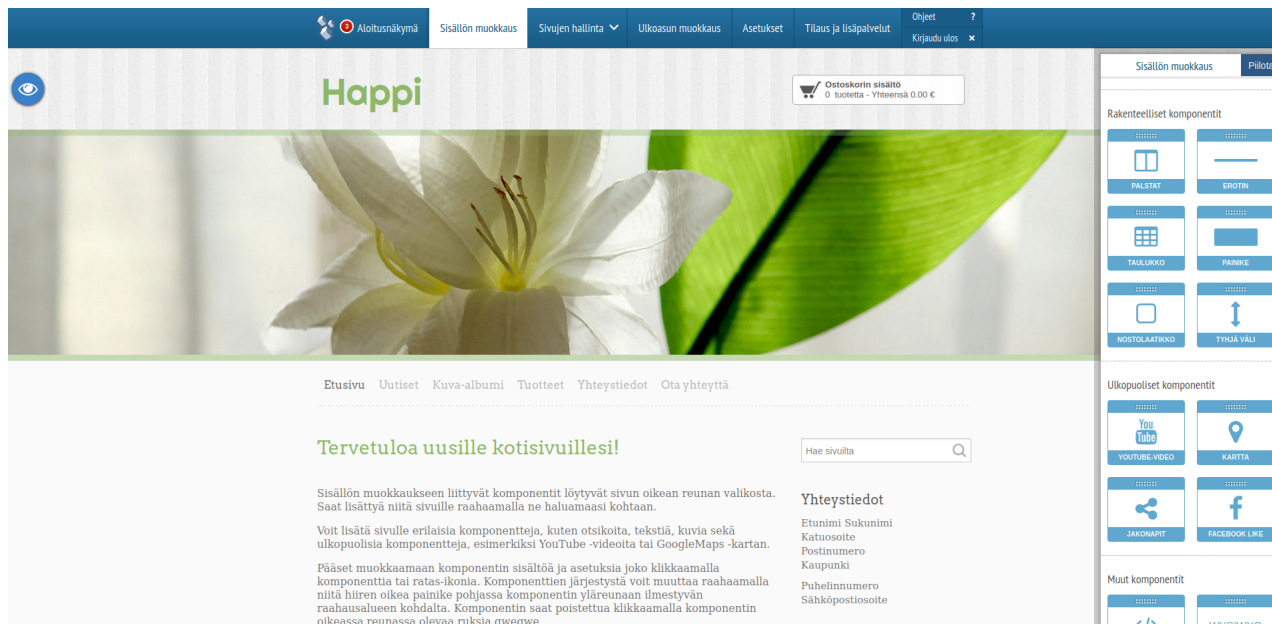 3 Aloitusnäkymä
Sisällön muokkaus
Sivujen hallinta
Ulkoasun muokkaus
Asetukset
Tilaus ja lisäpalvelut
Ohjeet ?
Kirjaudu ulos ×
Happi
Ostoskorin sisältö
0 tuotetta - Yhteensä 0.00 €
Sisällön muokkaus
Piilota
Rakenteelliset komponentit
PALSTAT
EROTIN
TAULUKKO
PAINIKE
NOSTOLAATIKKO
TYHJÄ VÄLI
Ulkopuoliset komponentit
You
Tube
YOUTUBE-VIDEO
KARTTA
JAKONAPIT
FACEBOOK LIKE
Muut komponentit
Etusivu Uutiset Kuva-albumi Tuotteet Yhteystiedot Ota yhteyttä
Tervetuloa uusille kotisivuillesi!
Sisällön muokkaukseen liittyvät komponentit löytyvät sivun oikean reunan valikosta.
Saat lisättyä niitä sivuille raahaamalla ne haluamaasi kohtaan.
Voit lisätä sivulle erilaisia komponentteja, kuten otsikoita, tekstiä, kuvia sekä
ulkopuolisia komponentteja, esimerkiksi YouTube -videoita tai GoogleMaps -kartan.
Pääset muokkaamaan komponentin sisältöä ja asetuksia joko klikkaamalla
komponenttia tai ratas-ikonia. Komponenttien järjestystä voit muuttaa raahaamalla
niitä hiiren oikea painike pohjassa komponentin yläreunaan ilmestyvän
raahausalueen kohdalta. Komponentin saat poistettua klikkaamalla komponentin
oikeassa reunassa olevaa ruksia qweqwe
Hae sivuilta
Yhteystiedot
Etunimi Sukunimi
Katuosoite
Postinumero
Kaupunki
Puhelinnumero
Sähköpostiosoite